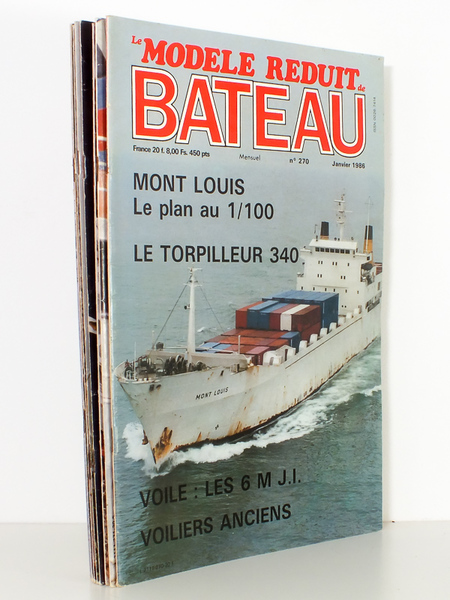 Le MODELE REDUIT de
BATEAU
France 20 f. 8,00 Fs. 450 pts
Mensuel
n° 270
Janvier 1986
MONT LOUIS
Le plan au 1/100
LE TORPILLEUR 340
MONT LOUIS
VOILE : LES 6 M J.I.
VOILIERS ANCIENS